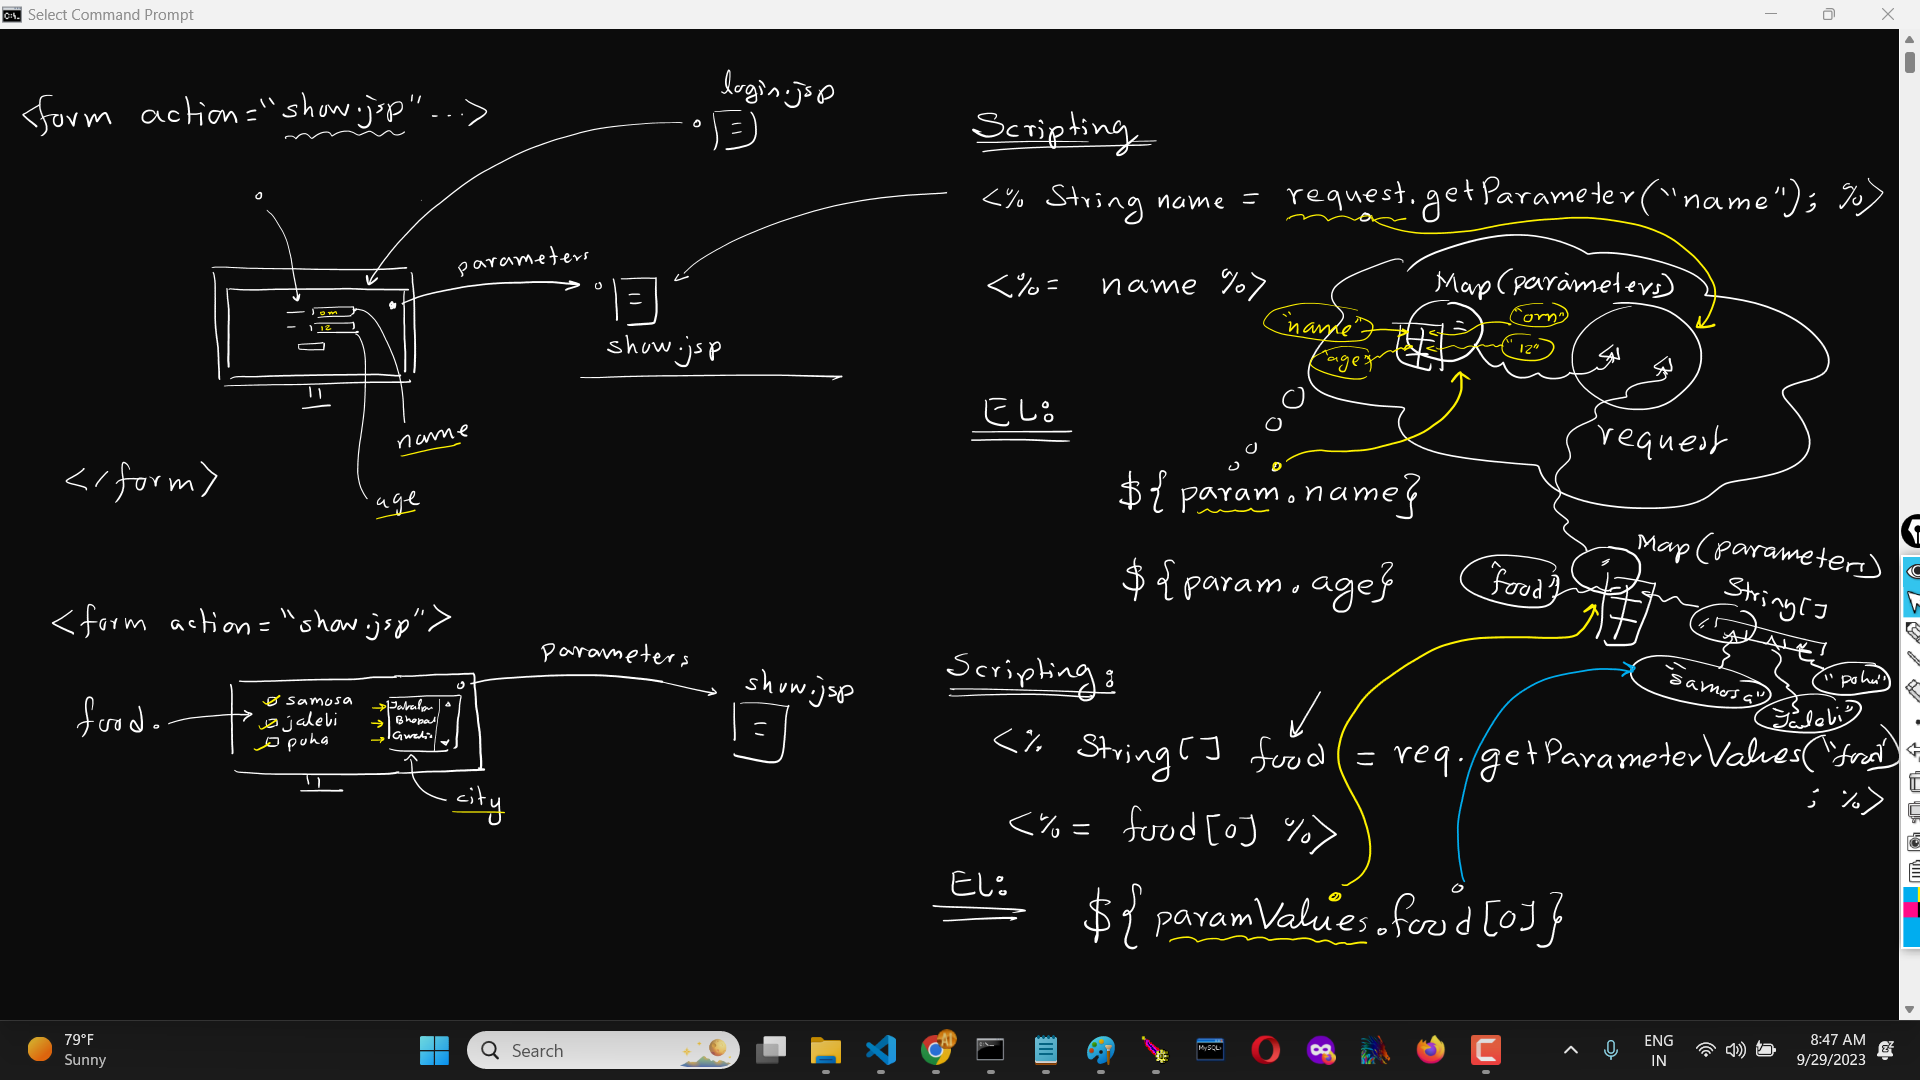 Select Command Prompt
<form action="show.jsp"...>
login.jsp
parameters
om
12
show.jsp
name
age
</form>
Scripting
<% String name = request.getParameter("name"); %>
<%= name %>
Map(parameters)
"name"
"om"
"age"
"12"
request
EL:
${param.name}
${param.age}
<form action="show.jsp">
parameters
show.jsp
food.
samosa
jalebi
poha
Bhopal
city
Map(parameters)
"food"
String[]
"samosa"
"poha"
"Jalebi"
Scripting:
<% String[] food = req.getParameterValues("food")
; %>
<%= food[0] %>
EL:
${paramValues.food[0]}
79°F
Sunny
Search
MySQL
ENG
IN
8:47 AM
9/29/2023